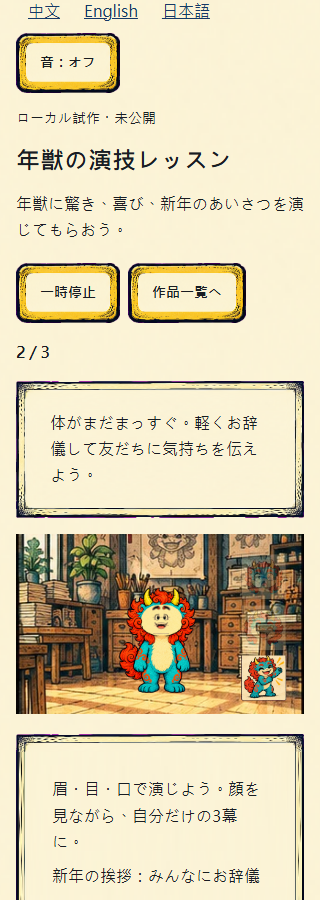 中文 English 日本語
音：オフ
ローカル試作・未公開
年獣の演技レッスン
年獣に驚き、喜び、新年のあいさつを演
じてもらおう。
一時停止 作品一覧へ
2 / 3
体がまだまっすぐ。軽くお辞
儀して友だちに気持ちを伝え
よう。
眉・目・口で演じよう。顔を
見ながら、自分だけの3幕
に。
新年の挨拶：みんなにお辞儀